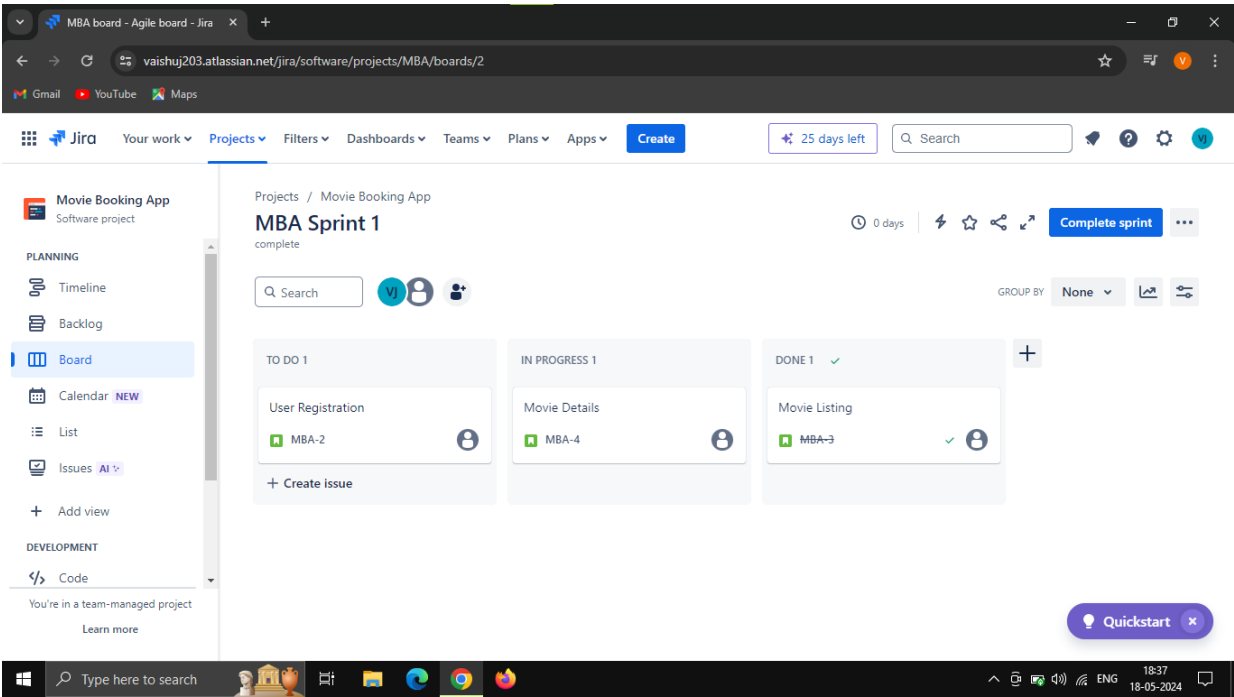 MBA board - Agile board - Jira
vaishuj203.atlassian.net/jira/software/projects/MBA/boards/2
V
Gmail YouTube Maps
Jira Your work Projects Filters Dashboards Teams Plans Apps Create 25 days left Search VJ
Movie Booking App
Software project
PLANNING
Timeline
Backlog
Board
Calendar NEW
List
Issues AI
Add view
DEVELOPMENT
Code
You're in a team-managed project
Learn more
Projects / Movie Booking App
MBA Sprint 1
complete
0 days Complete sprint
Search VJ GROUP BY None
TO DO 1
User Registration
MBA-2
Create issue
IN PROGRESS 1
Movie Details
MBA-4
DONE 1
Movie Listing
MBA-3
Quickstart
Type here to search
ENG
18:37
18-05-2024